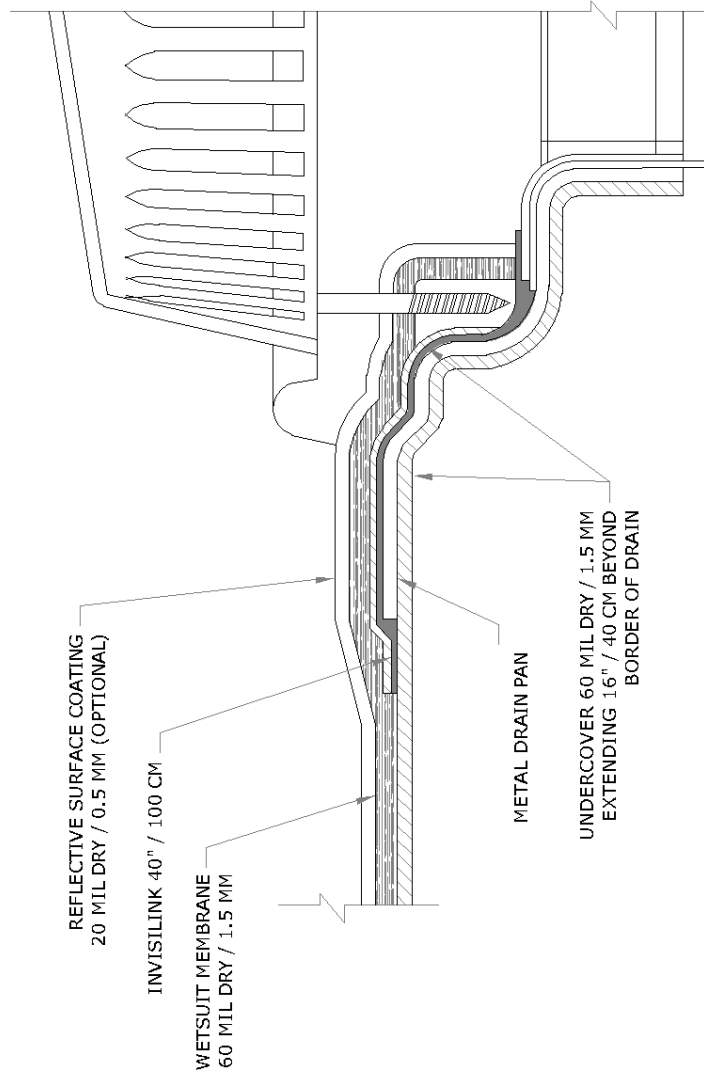 REFLECTIVE SURFACE COATING
20 MIL DRY / 0.5 MM (OPTIONAL)
INVISILINK 40" / 100 CM
WETSUIT MEMBRANE
60 MIL DRY / 1.5 MM
METAL DRAIN PAN
UNDERCOVER 60 MIL DRY / 1.5 MM
EXTENDING 16" / 40 CM BEYOND
BORDER OF DRAIN